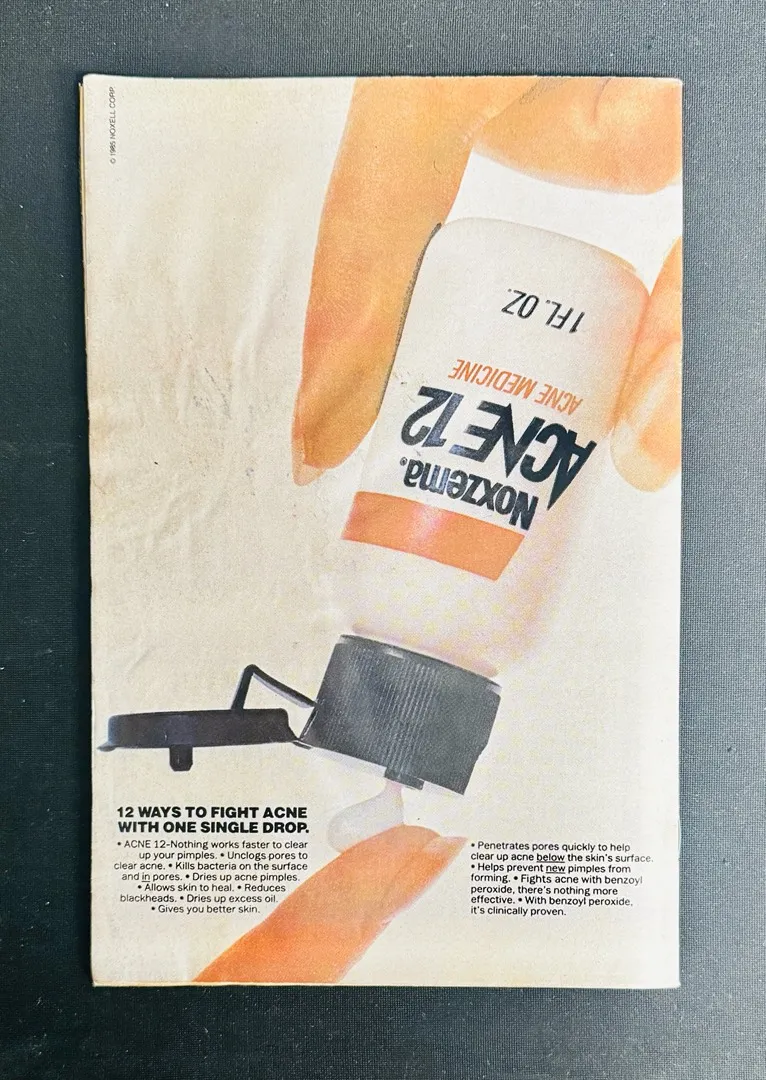 © 1985 NOXELL CORP.
1 FL. OZ.
ACNE MEDICINE
Noxzema®
ACNE 12
12 WAYS TO FIGHT ACNE
WITH ONE SINGLE DROP.
• ACNE 12-Nothing works faster to clear
up your pimples. • Unclogs pores to
clear acne. • Kills bacteria on the surface
and in pores. • Dries up acne pimples.
• Allows skin to heal. • Reduces
blackheads. • Dries up excess oil.
• Gives you better skin.
• Penetrates pores quickly to help
clear up acne below the skin's surface.
• Helps prevent new pimples from
forming. • Fights acne with benzoyl
peroxide, there's nothing more
effective. • With benzoyl peroxide,
it's clinically proven.